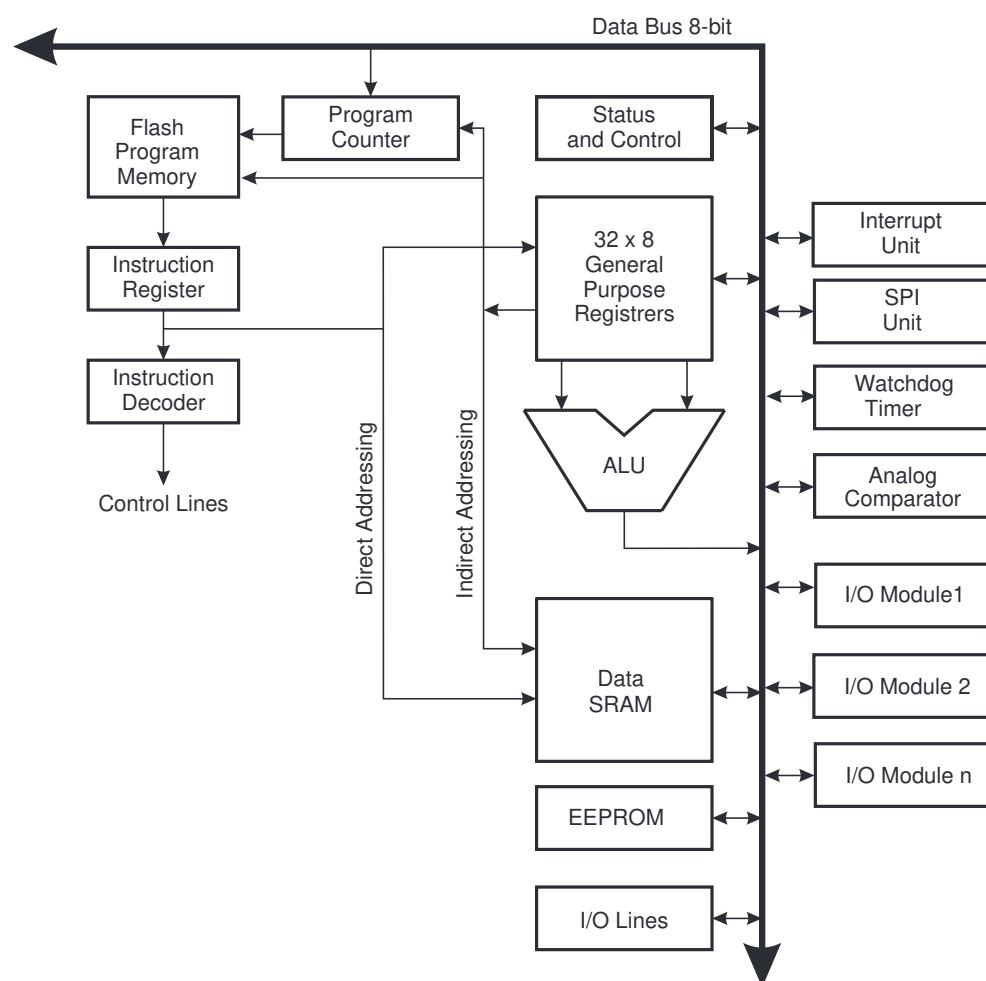 Data Bus 8-bit
Flash
Program
Memory
Program
Counter
Status
and Control
Interrupt
Unit
32 x 8
General
Purpose
Registrers
Instruction
Register
SPI
Unit
Instruction
Decoder
Watchdog
Timer
Direct Addressing
Indirect Addressing
ALU
Analog
Comparator
Control Lines
I/O Module1
Data
SRAM
I/O Module 2
I/O Module n
EEPROM
I/O Lines